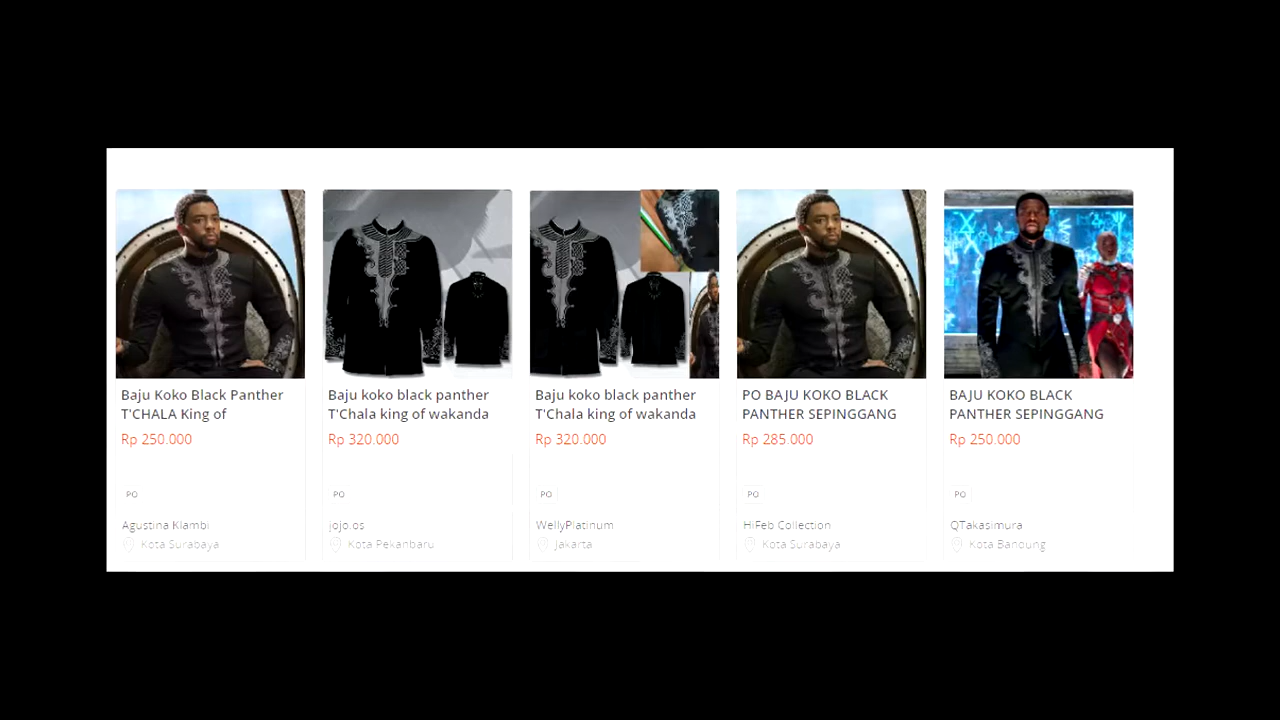 Baju Koko Black Panther
T'CHALA King of
Rp 250.000
PO
Agustina Klambi
Kota Surabaya
Baju koko black panther
T'Chala king of wakanda
Rp 320.000
PO
jojo.os
Kota Pekanbaru
Baju koko black panther
T'Chala king of wakanda
Rp 320.000
PO
WellyPlatinum
Jakarta
PO BAJU KOKO BLACK
PANTHER SEPINGGANG
Rp 285.000
PO
HiFeb Collection
Kota Surabaya
BAJU KOKO BLACK
PANTHER SEPINGGANG
Rp 250.000
PO
QTakasimura
Kota Bandung